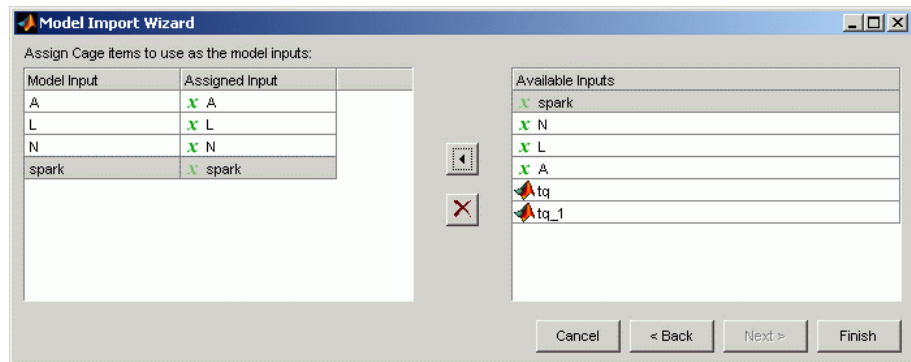 Model Import Wizard
Assign Cage items to use as the model inputs:
Model Input Assigned Input
A x A
L x L
N x N
spark x spark
Available Inputs
x spark
x N
x L
x A
tq
tq_1
Cancel < Back Next > Finish